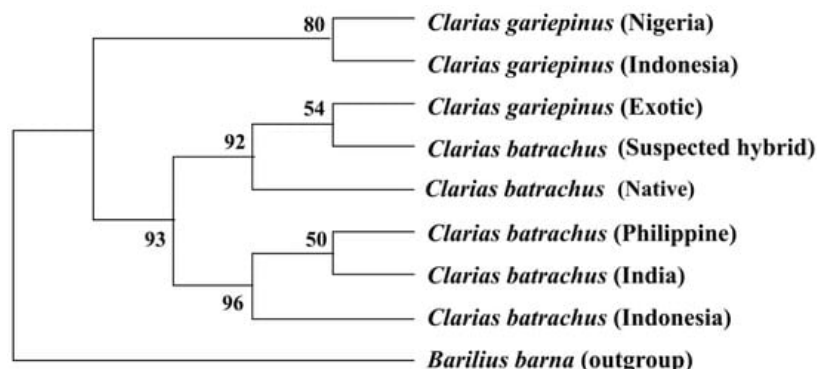 80
Clarias gariepinus (Nigeria)
Clarias gariepinus (Indonesia)
54
Clarias gariepinus (Exotic)
92
Clarias batrachus (Suspected hybrid)
Clarias batrachus (Native)
93
50
Clarias batrachus (Philippine)
Clarias batrachus (India)
96
Clarias batrachus (Indonesia)
Barilius barna (outgroup)